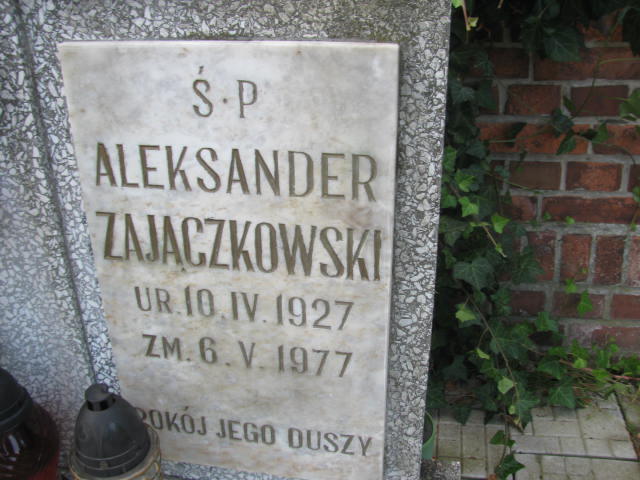 Ś.P
ALEKSANDER
ZAJĄCZKOWSKI
UR. 10. IV. 1927
ZM. 6. V. 1977
POKÓJ JEGO DUSZY